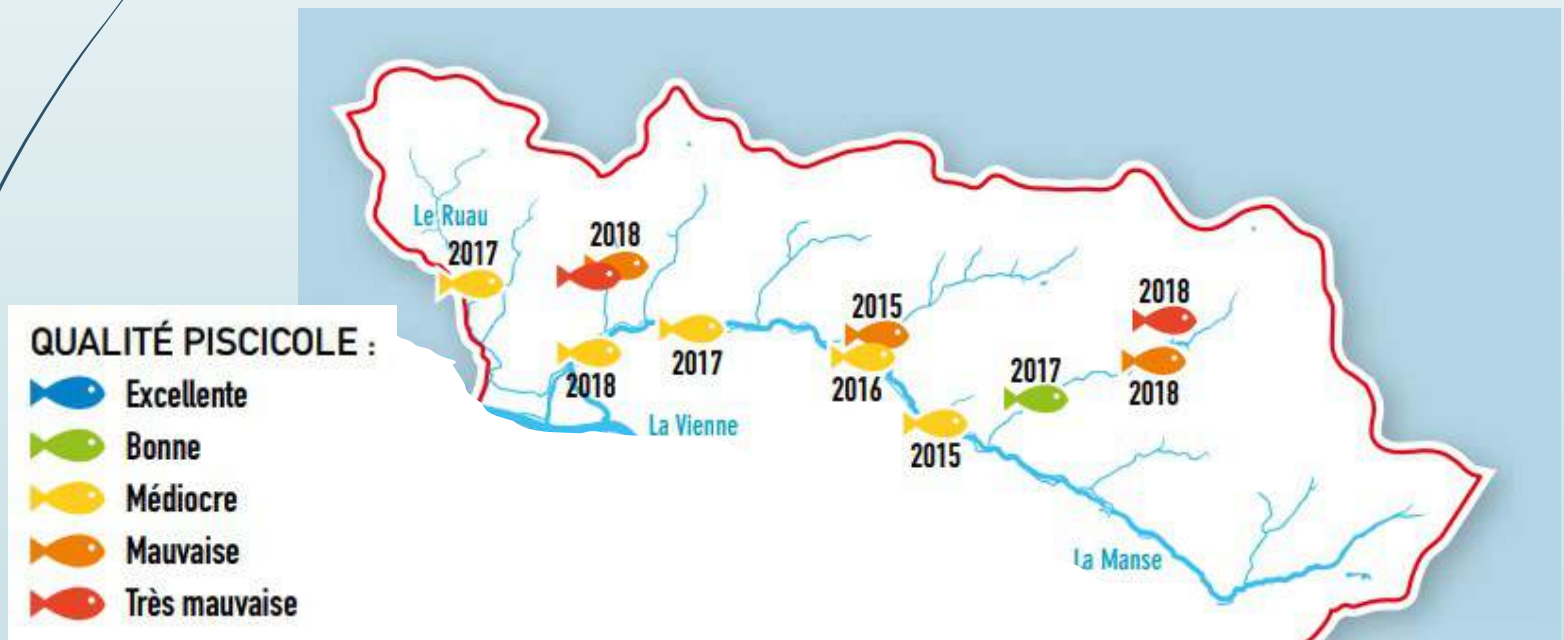 Le Ruau
2017
2018
2018
2017
La Vienne
2015
2016
2015
2017
2018
2018
La Manse
QUALITÉ PISCICOLE :
Excellente
Bonne
Médiocre
Mauvaise
Très mauvaise